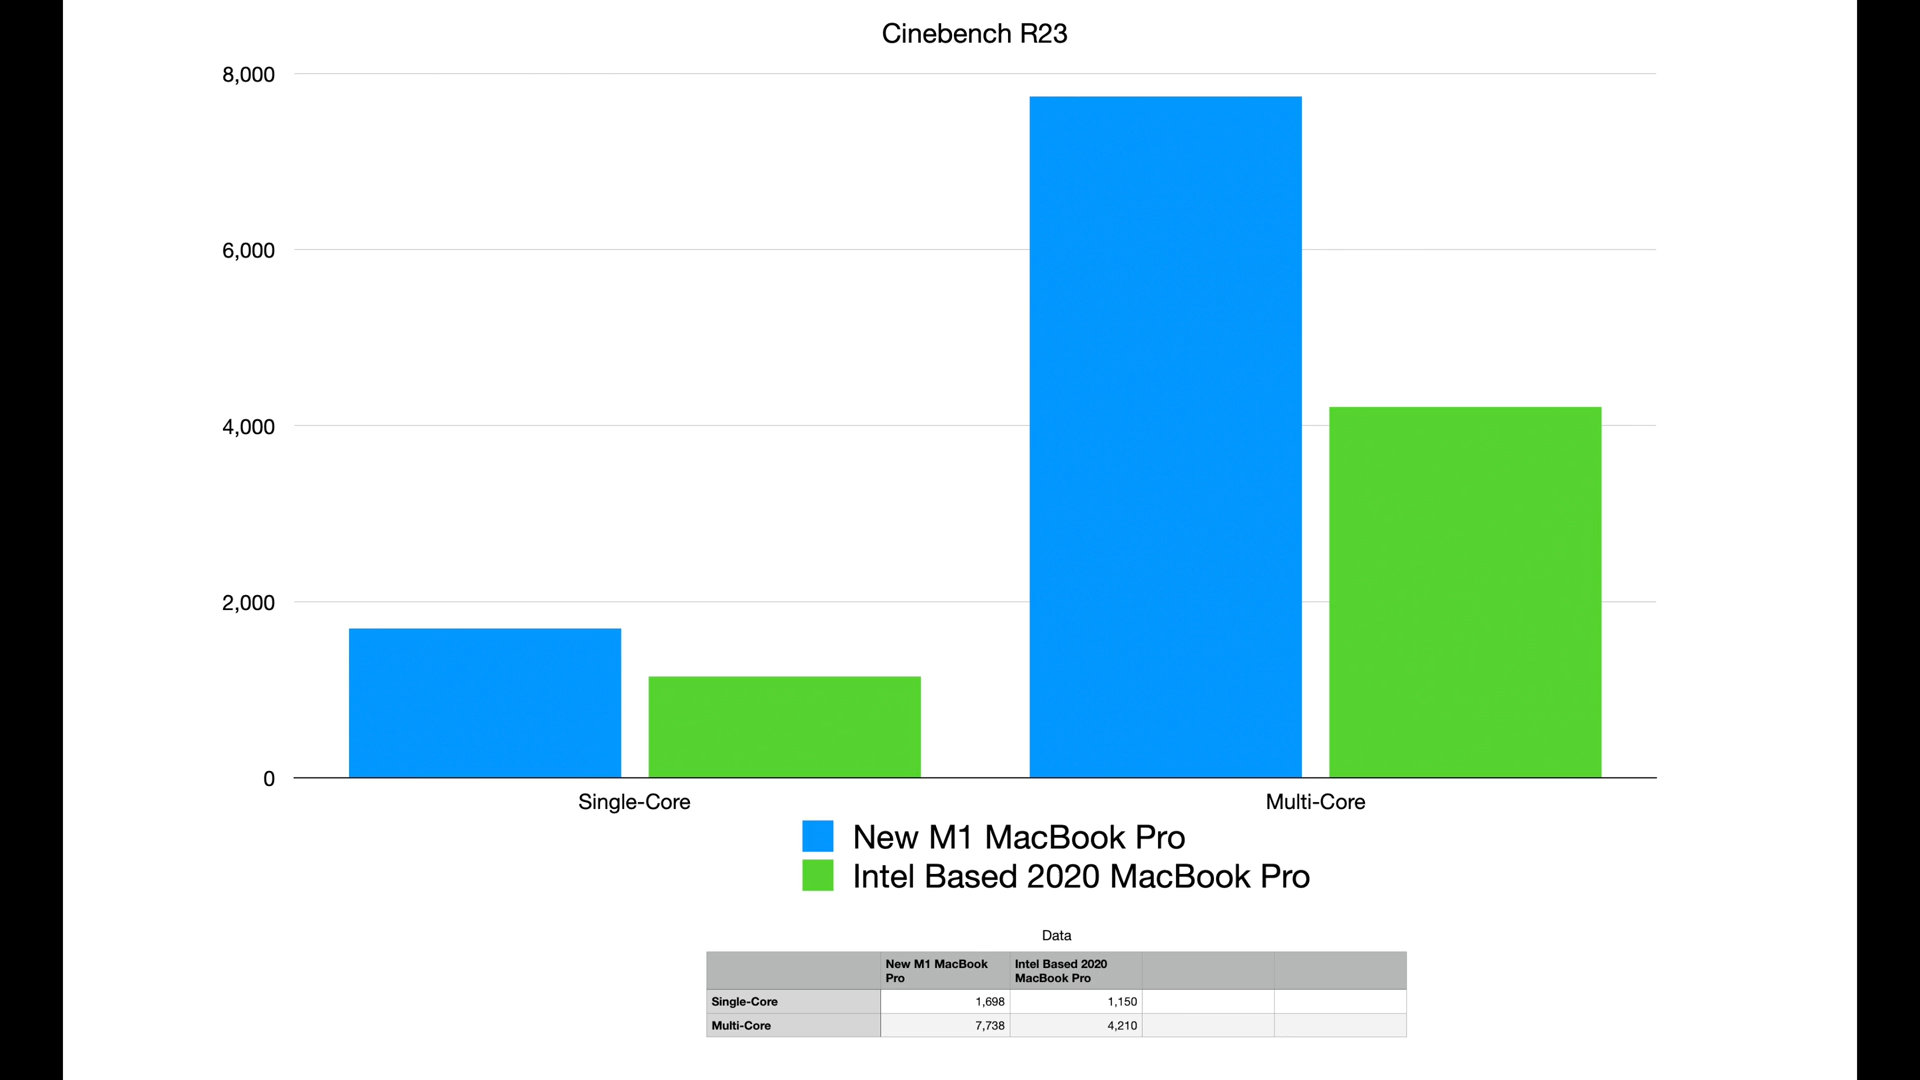 Cinebench R23
8,000
6,000
4,000
2,000
0
Single-Core Multi-Core
New M1 MacBook Pro
Intel Based 2020 MacBook Pro
Data
New M1 MacBook Pro Intel Based 2020 MacBook Pro
Single-Core 1,698 1,150
Multi-Core 7,738 4,210